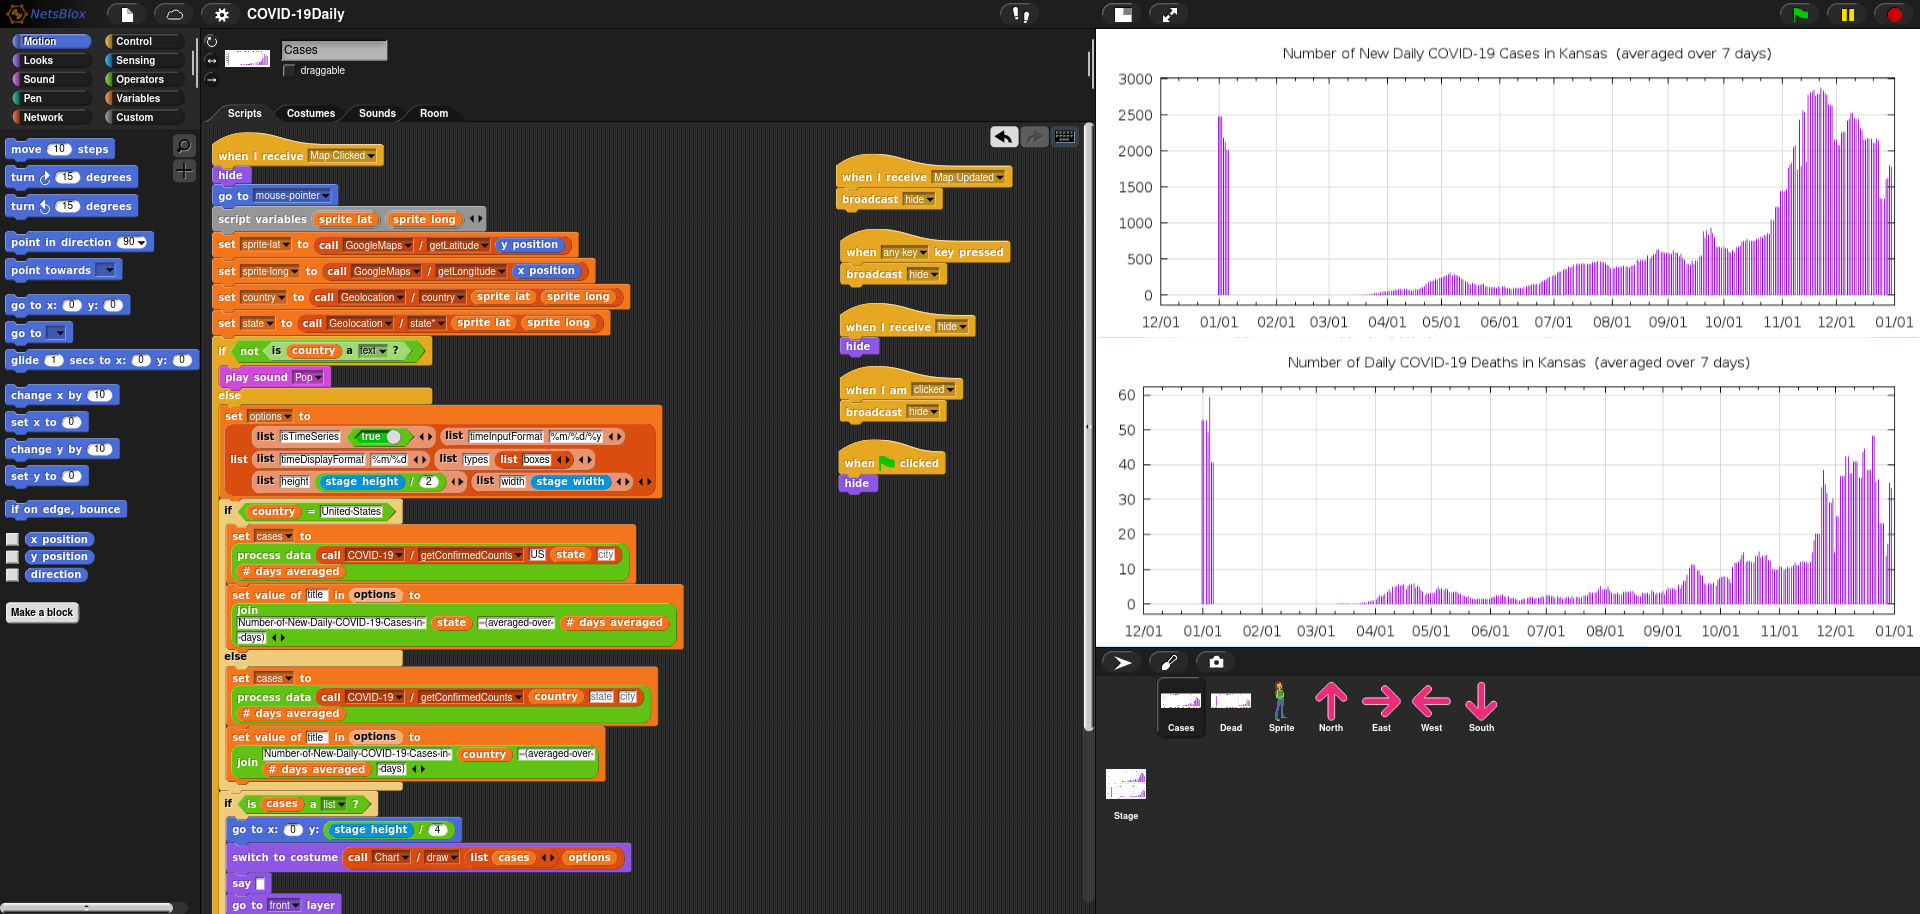 NetsBlox
COVID-19Daily
Motion
Control
Looks
Sensing
Sound
Operators
Pen
Variables
Network
Custom
move 10 steps
turn 15 degrees
turn 15 degrees
point in direction 90
point towards
go to x: 0 y: 0
go to
glide 1 secs to x: 0 y: 0
change x by 10
set x to 0
change y by 10
set y to 0
if on edge, bounce
x position
y position
direction
Make a block
Cases
draggable
Scripts Costumes Sounds Room
when I receive Map Clicked
hide
go to mouse-pointer
script variables sprite lat sprite long
set sprite lat to call GoogleMaps / getLatitude y position
set sprite long to call GoogleMaps / getLongitude x position
set country to call Geolocation / country sprite lat sprite long
set state to call Geolocation / state* sprite lat sprite long
if not is country a text ?
play sound Pop
else
set options to
list isTimeSeries true list timeInputFormat %m/%d/%y
list list timeDisplayFormat %m/%d list types list boxes
list height stage height / 2 list width stage width
if country = United-States
set cases to
process data call COVID-19 / getConfirmedCounts US state city
# days averaged
set value of title in options to
join
Number-of-New-Daily-COVID-19-Cases-in- state --(averaged-over- # days averaged
-days)
else
set cases to
process data call COVID-19 / getConfirmedCounts country state city
# days averaged
set value of title in options to
join Number-of-New-Daily-COVID-19-Cases-in- country --(averaged-over-
# days averaged -days)
if is cases a list ?
go to x: 0 y: stage height / 4
switch to costume call Chart / draw list cases options
say
go to front layer
when I receive Map Updated
broadcast hide
when any key key pressed
broadcast hide
when I receive hide
hide
when I am clicked
broadcast hide
when clicked
hide
Number of New Daily COVID-19 Cases in Kansas (averaged over 7 days)
3000
2500
2000
1500
1000
500
0
12/01 01/01 02/01 03/01 04/01 05/01 06/01 07/01 08/01 09/01 10/01 11/01 12/01 01/01
Number of Daily COVID-19 Deaths in Kansas (averaged over 7 days)
60
50
40
30
20
10
0
12/01 01/01 02/01 03/01 04/01 05/01 06/01 07/01 08/01 09/01 10/01 11/01 12/01 01/01
Cases Dead Sprite North East West South
Stage